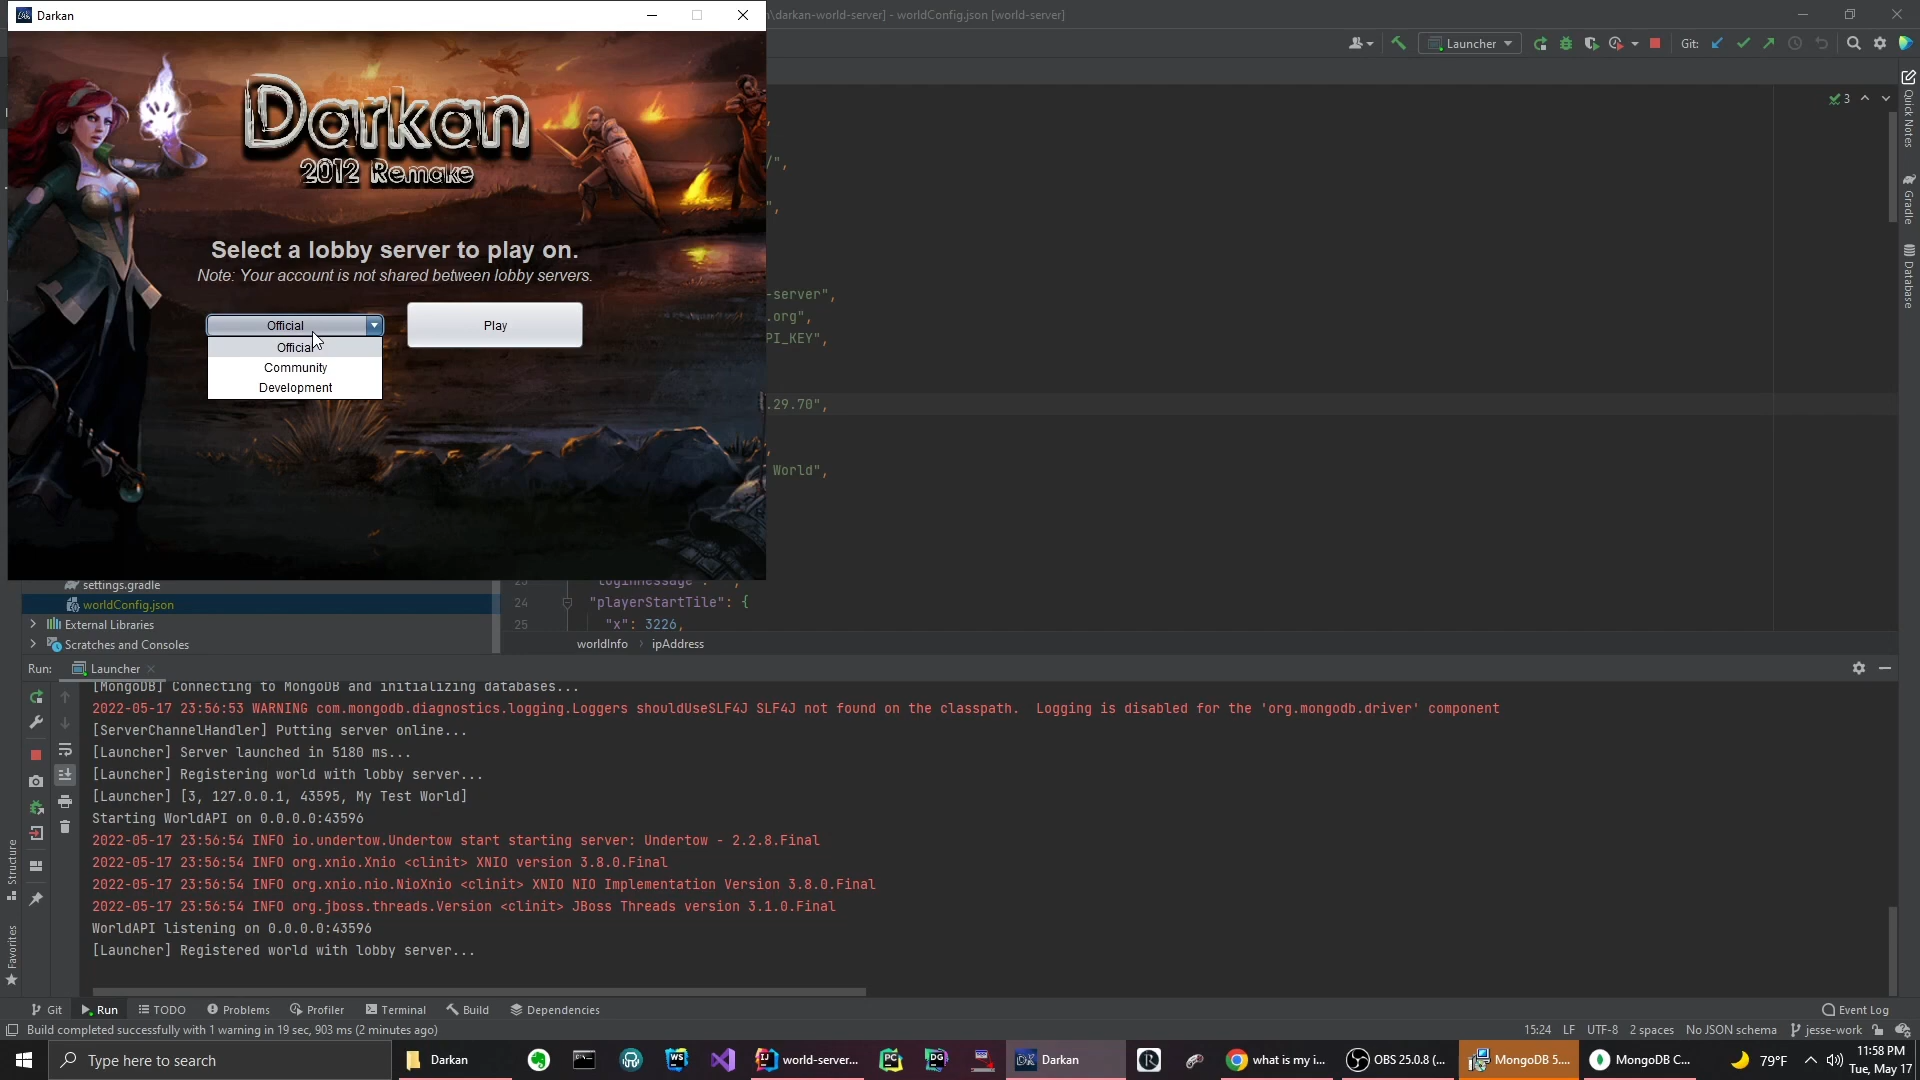 Darkan
\darkan-world-server] - worldConfig.json [world-server]
Launcher
Git:
Darkan
2012 Remake
Select a lobby server to play on.
Note: Your account is not shared between lobby servers.
Official
Play
Official
Community
Development
3
/",
",
-server",
.org",
PI_KEY",
.29.70",
World",
Quick Notes
Gradle
Database
settings.gradle
worldConfig.json
External Libraries
Scratches and Consoles
23 "loginMessage": "",
24 "playerStartTile": {
25 "x": 3226,
worldInfo › ipAddress
Run: Launcher
[MongoDB] Connecting to MongoDB and initializing databases...
2022-05-17 23:56:53 WARNING com.mongodb.diagnostics.logging.Loggers shouldUseSLF4J SLF4J not found on the classpath.  Logging is disabled for the 'org.mongodb.driver' component
[ServerChannelHandler] Putting server online...
[Launcher] Server launched in 5180 ms...
[Launcher] Registering world with lobby server...
[Launcher] [3, 127.0.0.1, 43595, My Test World]
Starting WorldAPI on 0.0.0.0:43596
2022-05-17 23:56:54 INFO io.undertow.Undertow start starting server: Undertow - 2.2.8.Final
2022-05-17 23:56:54 INFO org.xnio.Xnio <clinit> XNIO version 3.8.0.Final
2022-05-17 23:56:54 INFO org.xnio.nio.NioXnio <clinit> XNIO NIO Implementation Version 3.8.0.Final
2022-05-17 23:56:54 INFO org.jboss.threads.Version <clinit> JBoss Threads version 3.1.0.Final
WorldAPI listening on 0.0.0.0:43596
[Launcher] Registered world with lobby server...
Structure
Favorites
Git Run TODO Problems Profiler Terminal Build Dependencies Event Log
Build completed successfully with 1 warning in 19 sec, 903 ms (2 minutes ago) 15:24 LF UTF-8 2 spaces No JSON schema jesse-work
Type here to search Darkan world-server... Darkan what is my i... OBS 25.0.8 (... MongoDB 5.... MongoDB C... 79°F
11:58 PM
Tue, May 17